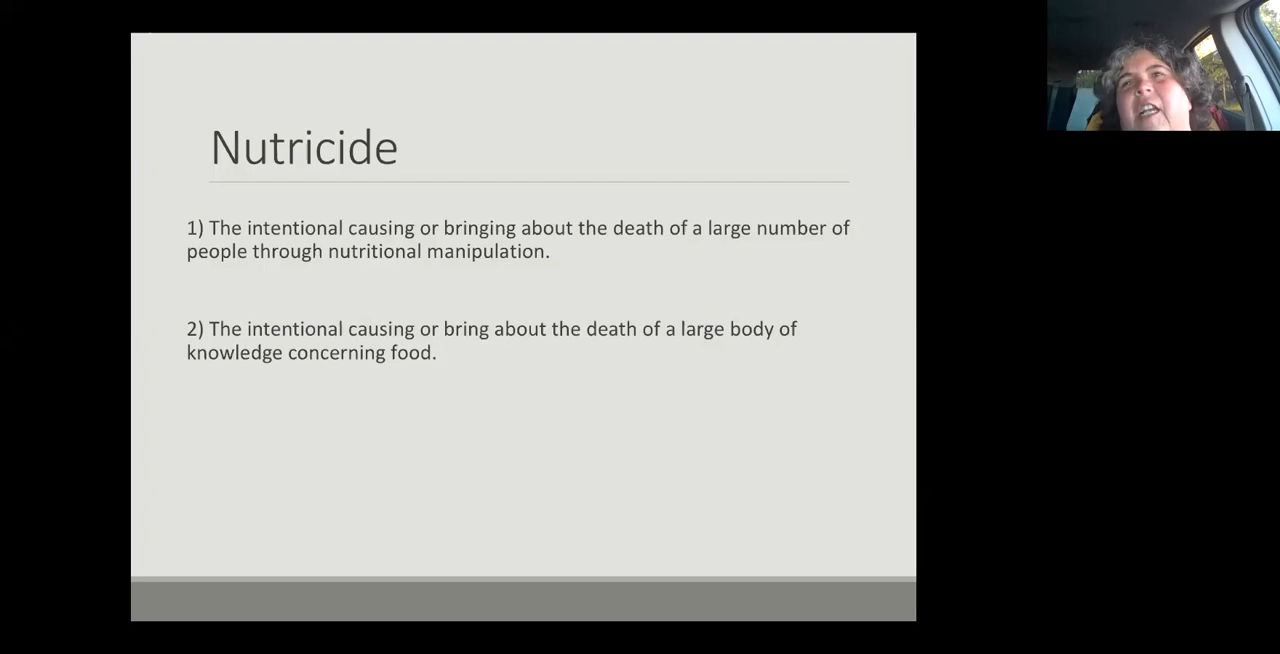 Nutricide
1) The intentional causing or bringing about the death of a large number of
people through nutritional manipulation.
2) The intentional causing or bring about the death of a large body of
knowledge concerning food.